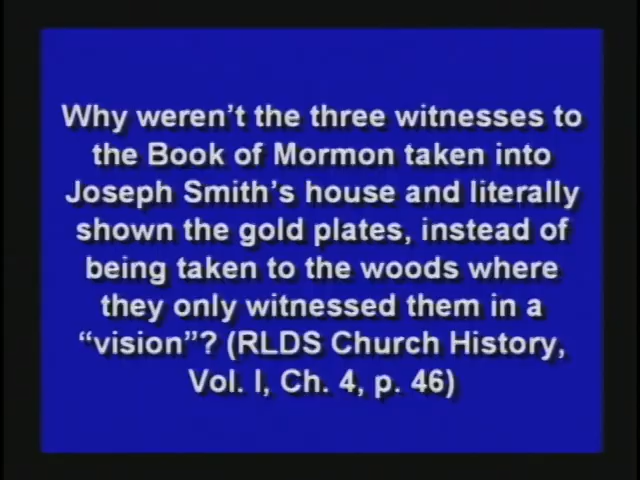 Why weren't the three witnesses to
the Book of Mormon taken into
Joseph Smith's house and literally
shown the gold plates, instead of
being taken to the woods where
they only witnessed them in a
“vision”? (RLDS Church History,
Vol. I, Ch. 4, p. 46)